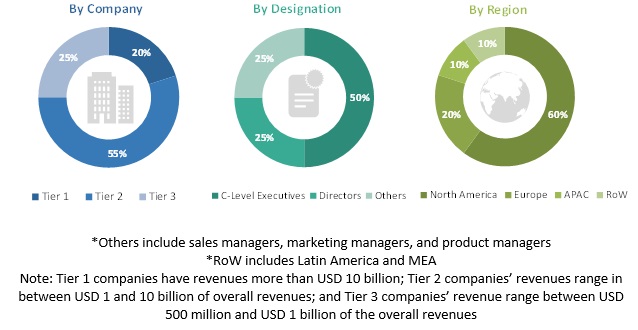 By Company
By Designation
By Region
25%
20%
55%
25%
50%
25%
10%
10%
20%
60%
Tier 1 Tier 2 Tier 3
C-Level Executives Directors Others
North America Europe APAC RoW
*Others include sales managers, marketing managers, and product managers
*RoW includes Latin America and MEA
Note: Tier 1 companies have revenues more than USD 10 billion; Tier 2 companies’ revenues range in
between USD 1 and 10 billion of overall revenues; and Tier 3 companies’ revenue range between USD
500 million and USD 1 billion of the overall revenues